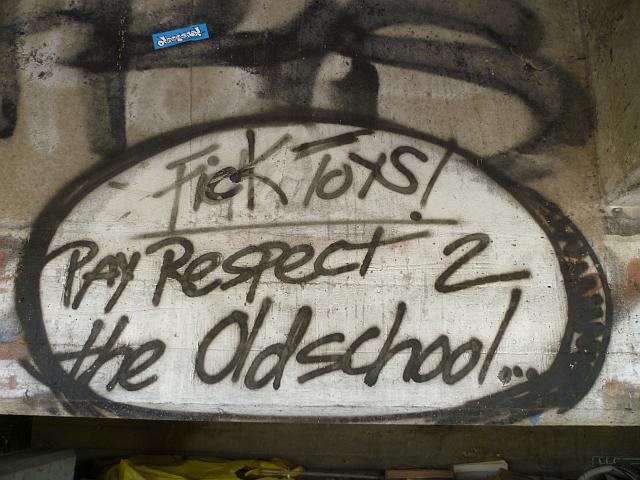 Fick Toys!
Pay Respect 2
the Oldschool...